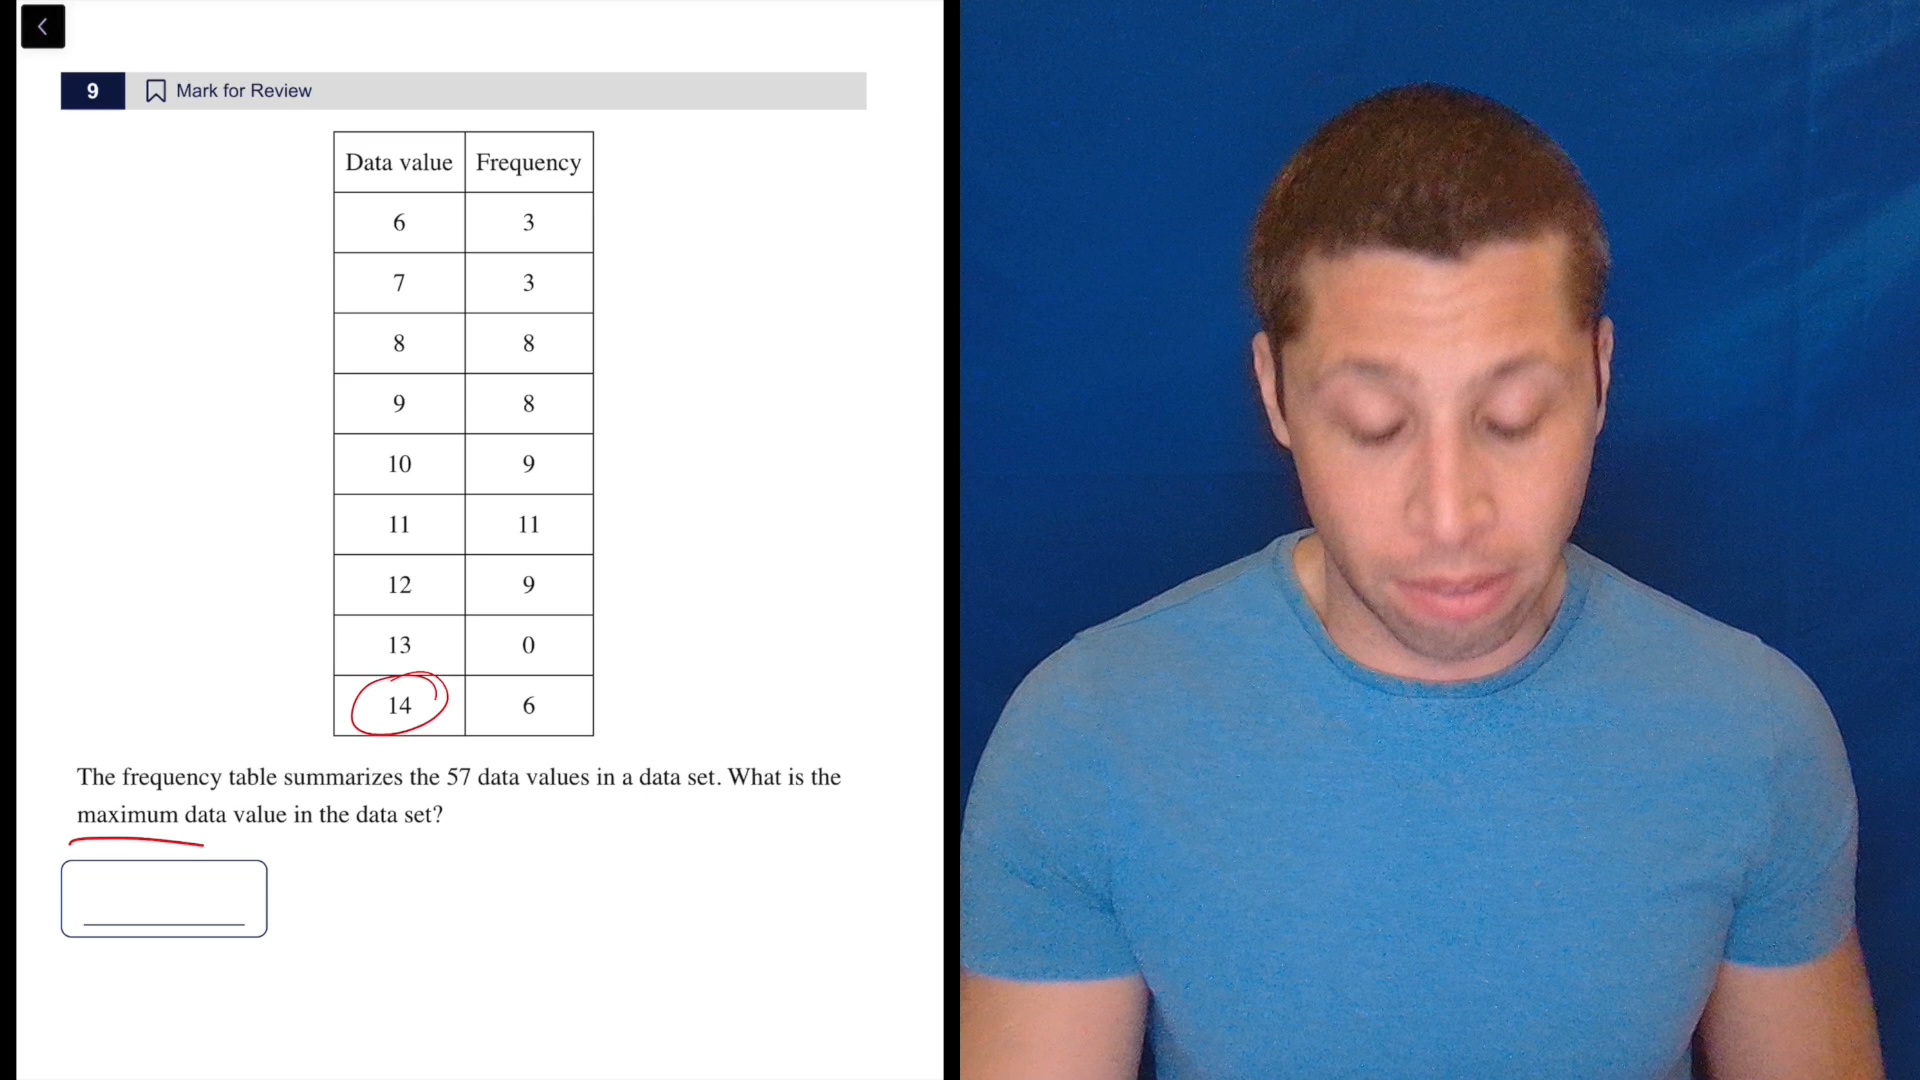 9 Mark for Review
Data value Frequency
6 3
7 3
8 8
9 8
10 9
11 11
12 9
13 0
14 6
The frequency table summarizes the 57 data values in a data set. What is the
maximum data value in the data set?